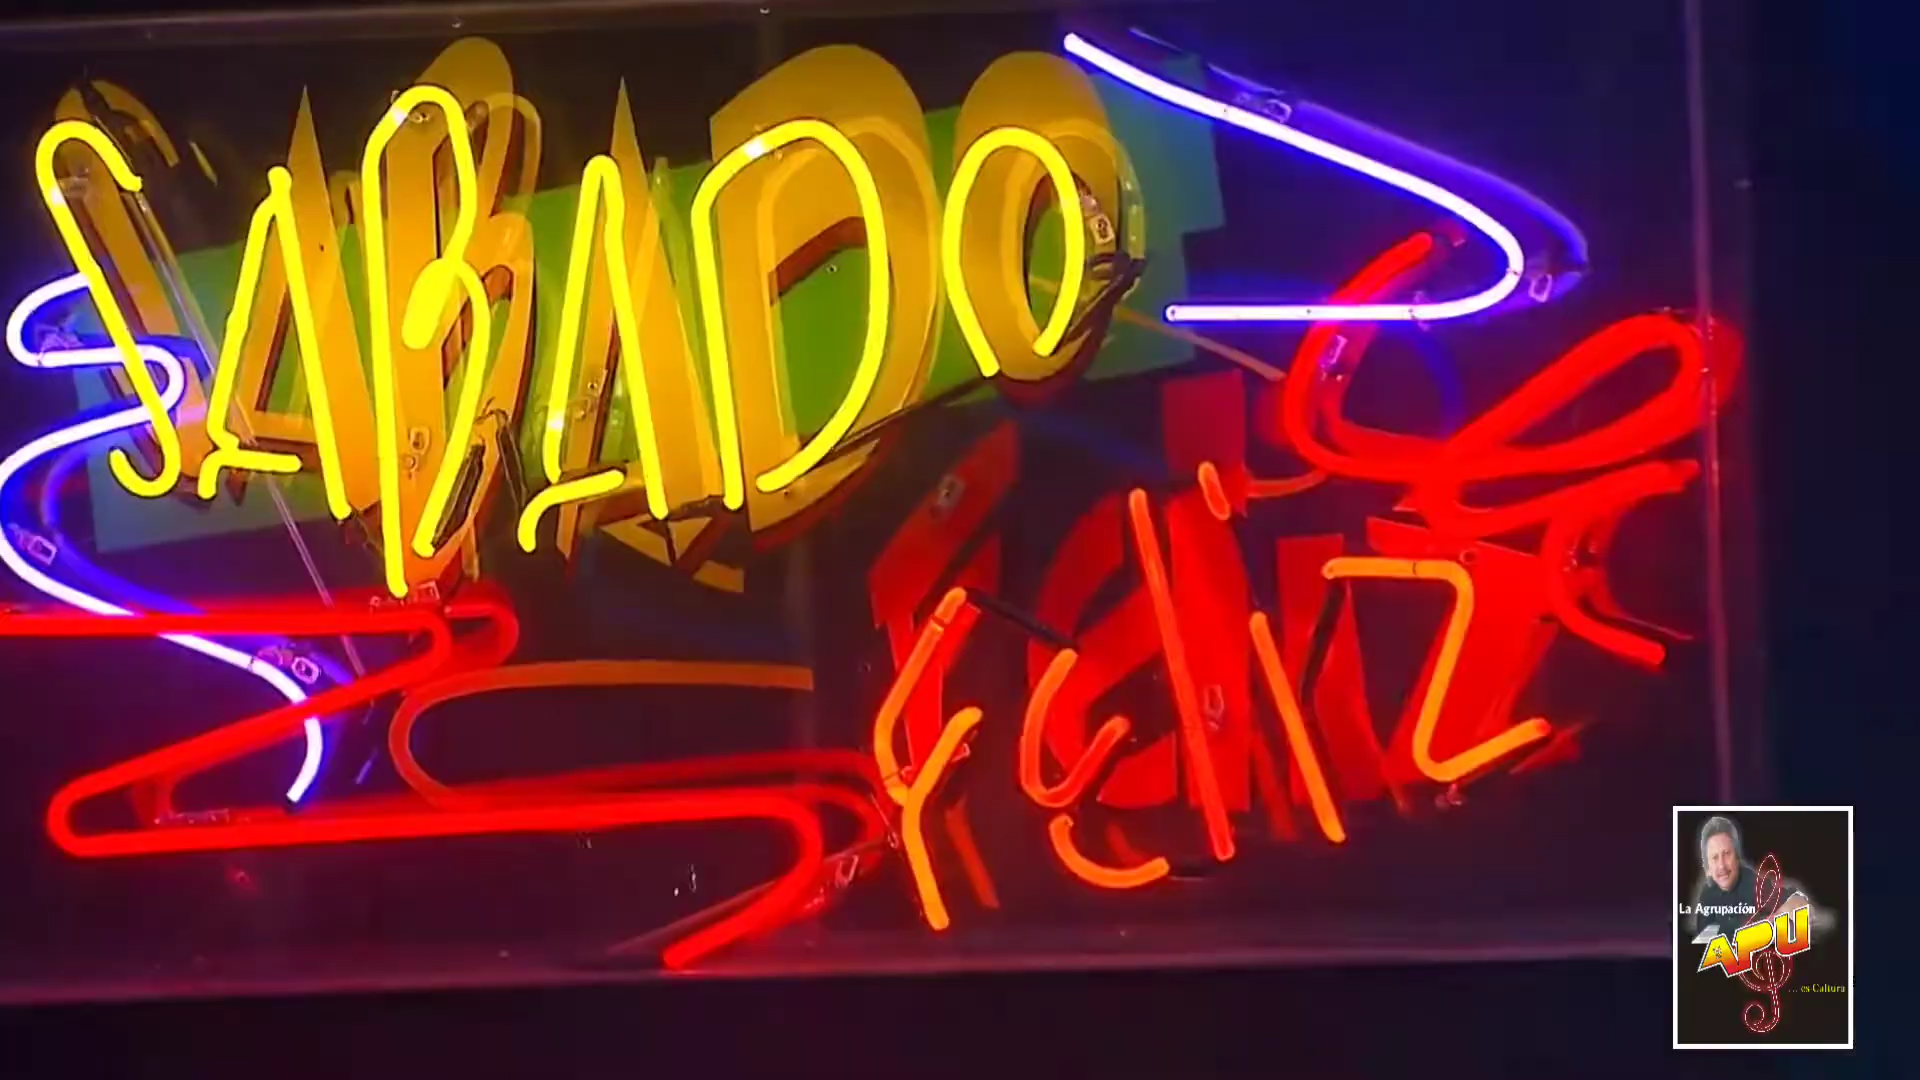 SABADO
Feliz
La Agrupación
APU
... es Cultura